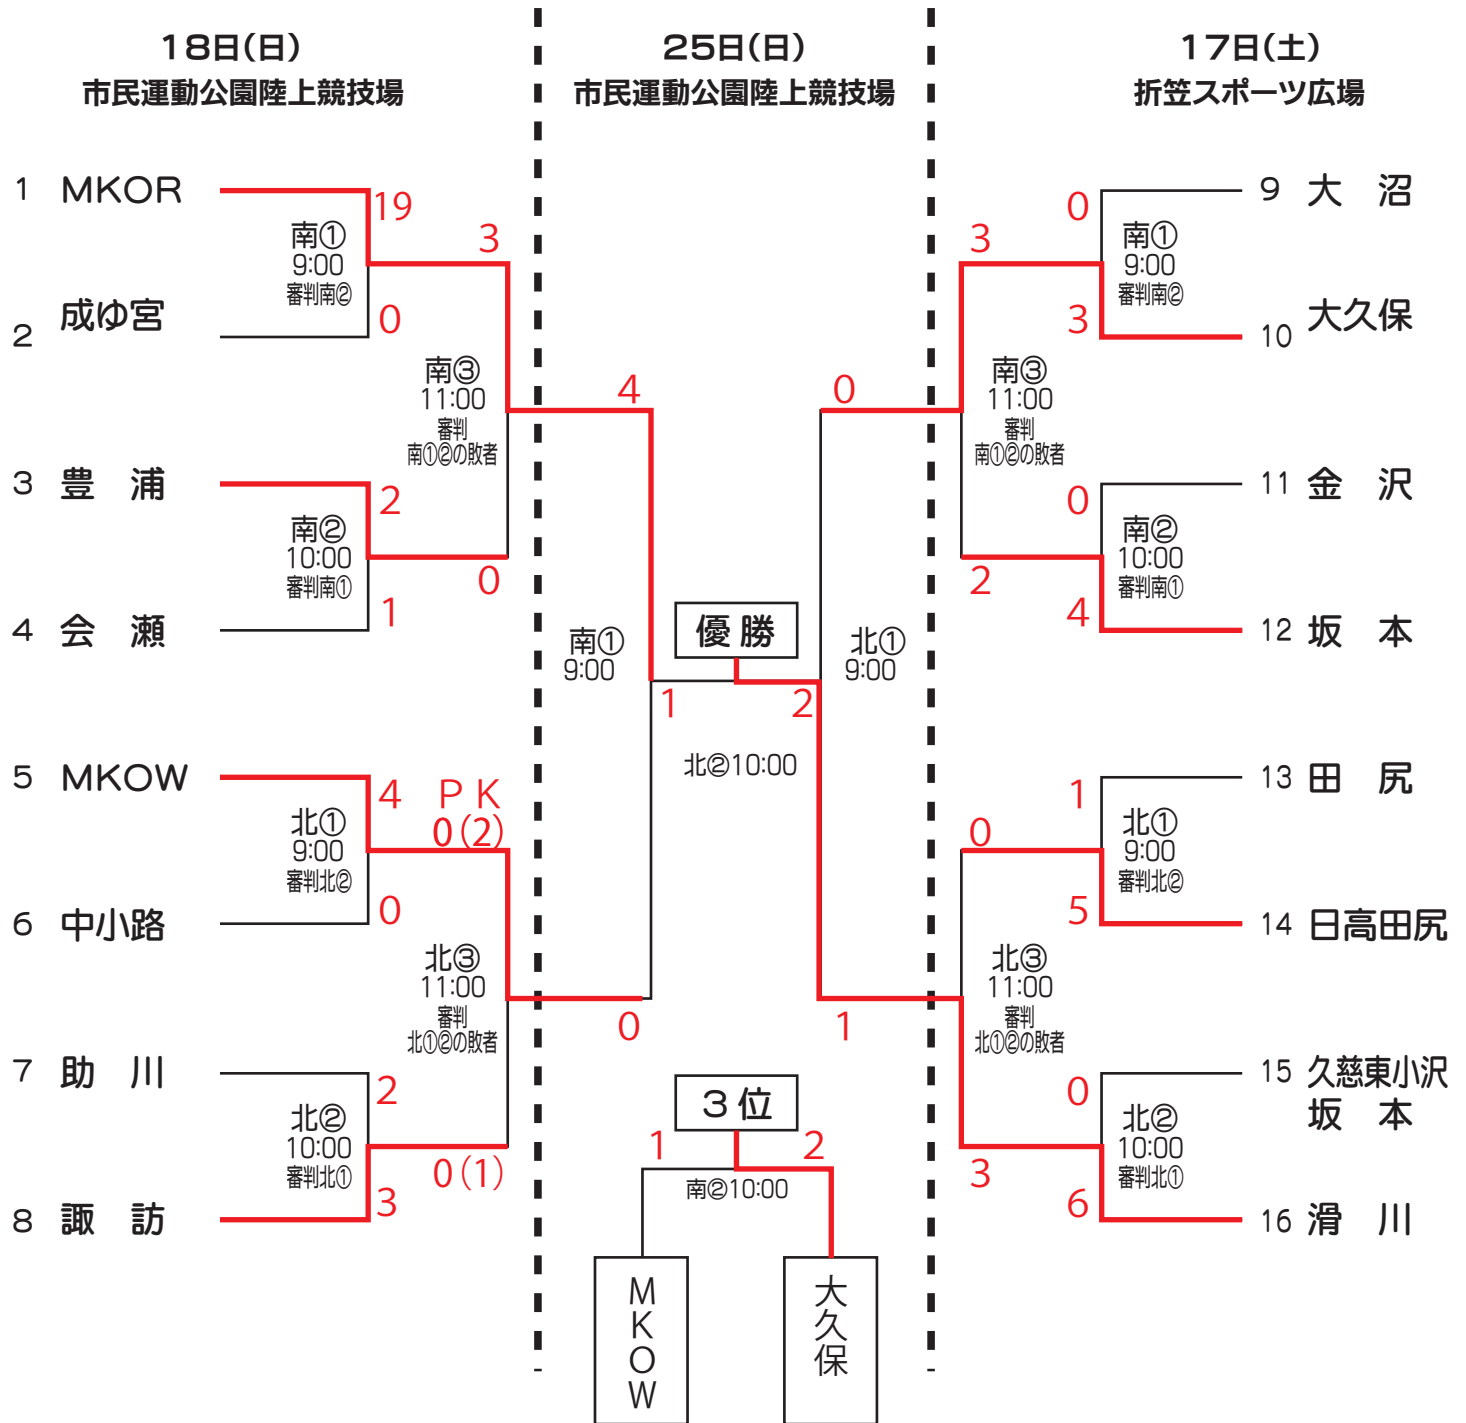 18日(日)
市民運動公園陸上競技場
1 MKOR
19
南①
9:00
審判南②
3
2 成ゆ宮
0
南③
11:00
審判
南①②の敗者
3 豊　浦
2
南②
10:00
審判南①
0
4 会　瀬
1
5 MKOW
4
PK
0(2)
北①
9:00
審判北②
6 中小路
0
北③
11:00
審判
北①②の敗者
7 助　川
2
北②
10:00
審判北①
0(1)
8 諏　訪
3
25日(日)
市民運動公園陸上競技場
4
0
南①
9:00
優勝
北①
9:00
1
2
北②10:00
0
1
3位
1
2
南②10:00
MKOW
大久保
17日(土)
折笠スポーツ広場
9 大　沼
0
南①
9:00
審判南②
3
10 大久保
3
南③
11:00
審判
南①②の敗者
11 金　沢
0
南②
10:00
審判南①
2
12 坂　本
4
13 田　尻
1
北①
9:00
審判北②
0
14 日高田尻
5
北③
11:00
審判
北①②の敗者
15 久慈東小沢
坂　本
0
北②
10:00
審判北①
3
16 滑　川
6